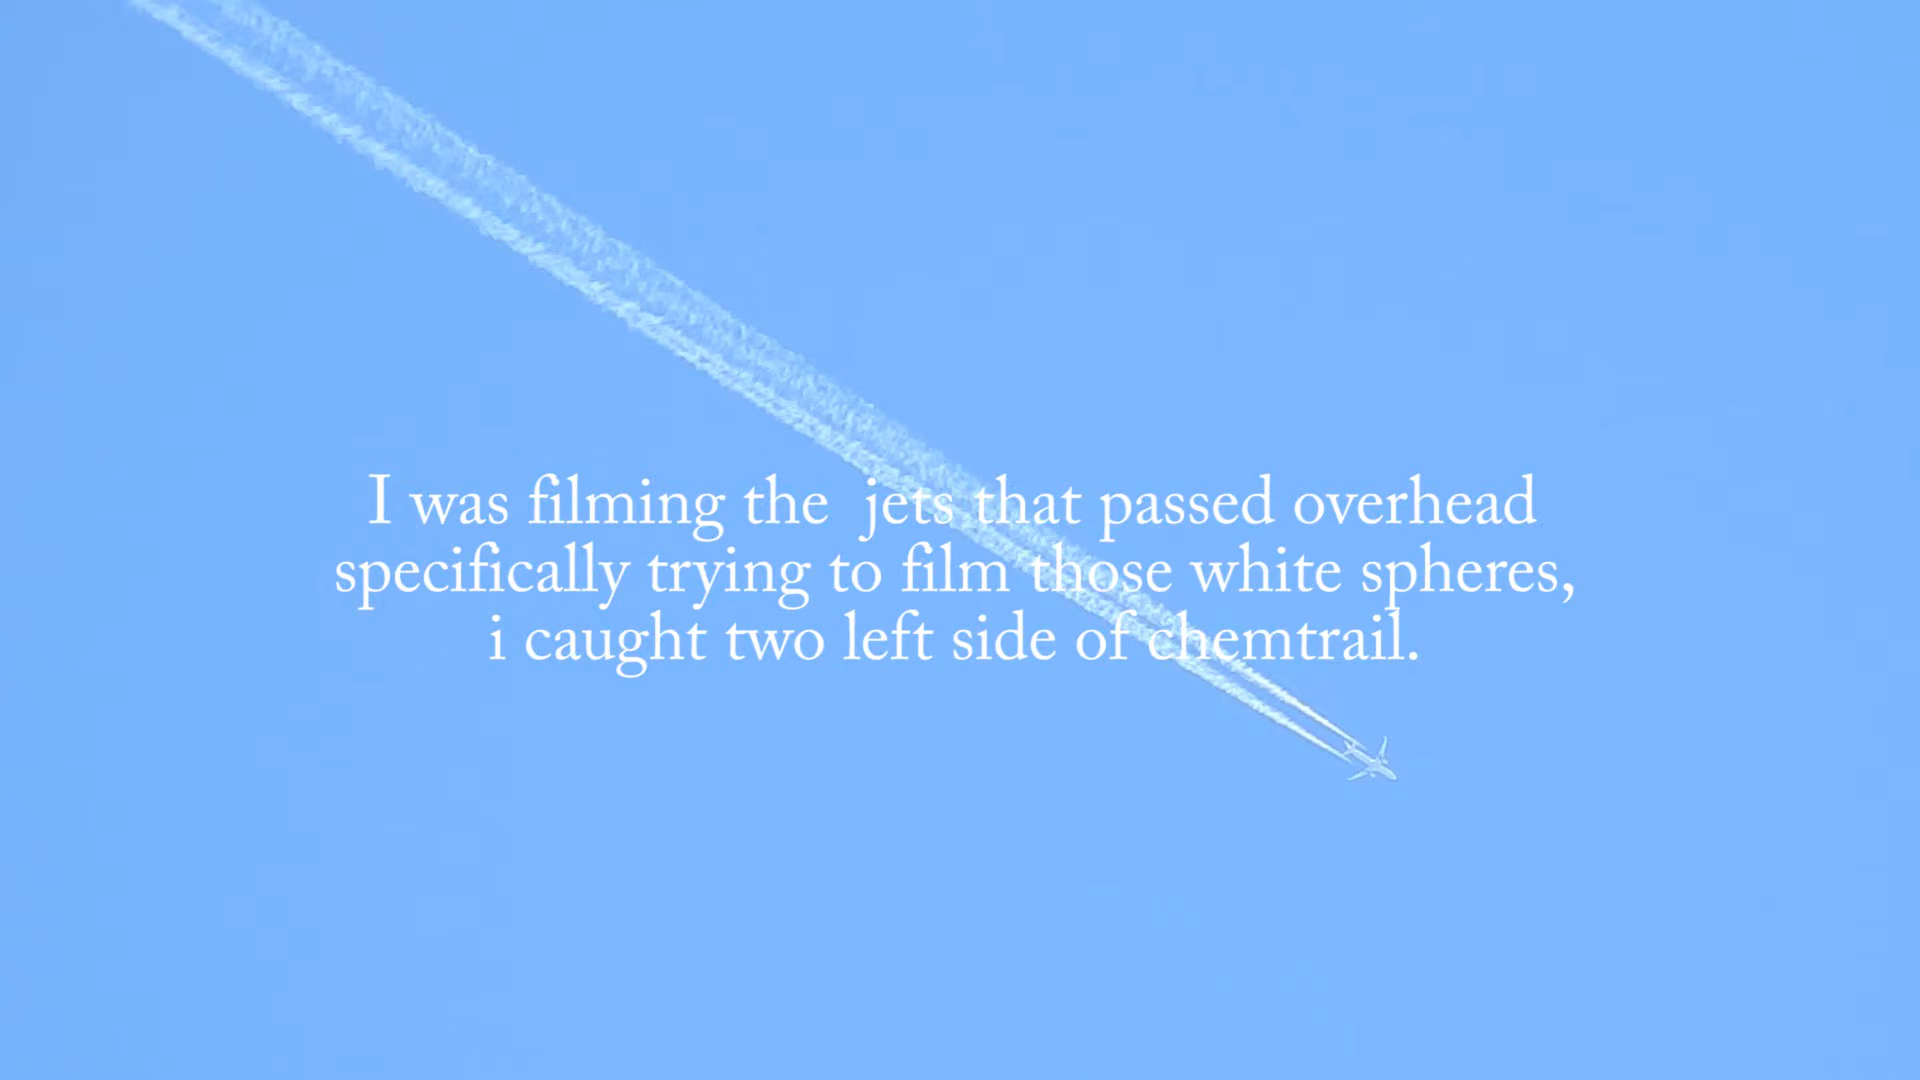 I was filming the  jets that passed overhead
specifically trying to film those white spheres,
i caught two left side of chemtrail.